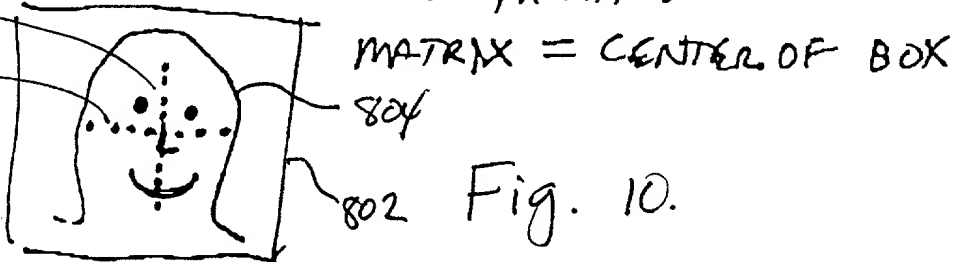 MATRIX = CENTER OF BOX
804
802 Fig. 10.